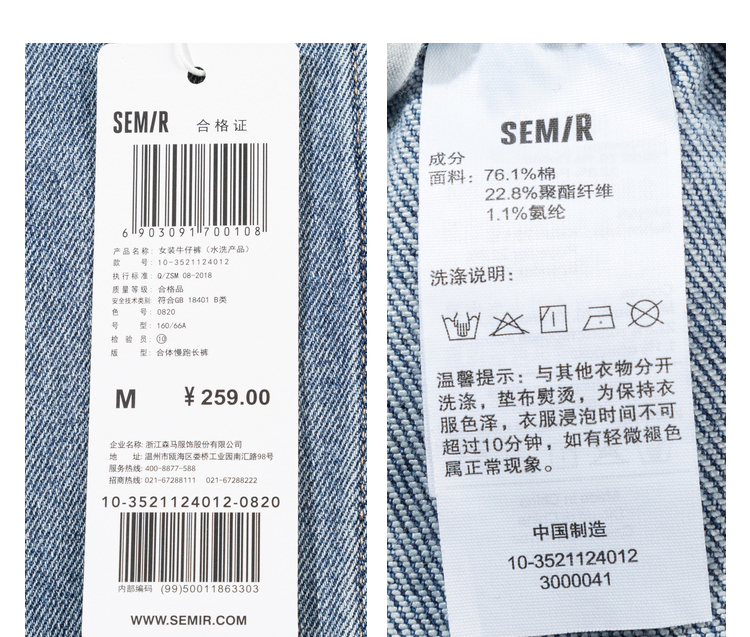 SEMIR 合格证
6 903091 700108
产品名称: 女装牛仔裤 (水洗产品)
款 号: 10-3521124012
执行标准: Q/ZSM 08-2018
质量等级: 合格品
安全技术类别: 符合GB 18401 B类
色 号: 0820
号 型: 160/66A
检 验 员: ⑩
版 型: 合体慢跑长裤
M ¥259.00
企业名称: 浙江森马服饰股份有限公司
地 址: 温州市瓯海区娄桥工业园南汇路98号
服务热线: 400-8877-588
招商热线: 021-67288111 021-67288222
10-3521124012-0820
内部编码 (99)50011863303
WWW.SEMIR.COM
SEMIR
成分
面料: 76.1%棉
22.8%聚酯纤维
1.1%氨纶
洗涤说明:
温馨提示: 与其他衣物分开
洗涤, 垫布熨烫, 为保持衣
服色泽, 衣服浸泡时间不可
超过10分钟, 如有轻微褪色
属正常现象。
中国制造
10-3521124012
3000041